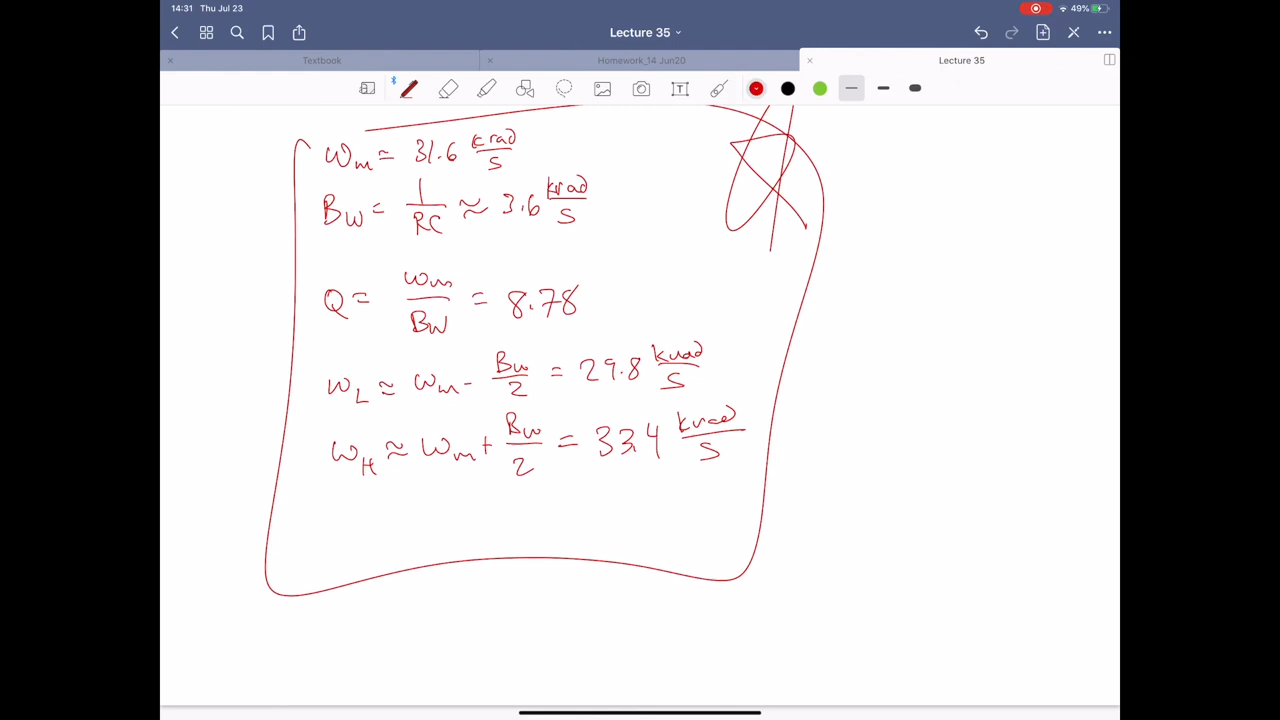 14:31 Thu Jul 23
49%
Lecture 35
Textbook
Homework_14 Jun20
Lecture 35
T
ωm = 31.6 krad/s
BW = 1/RC ≈ 3.6 krad/s
Q = ωm/BW = 8.78
ωL ≈ ωm - BW/2 = 29.8 krad/s
ωH ≈ ωm + BW/2 = 33.4 krad/s